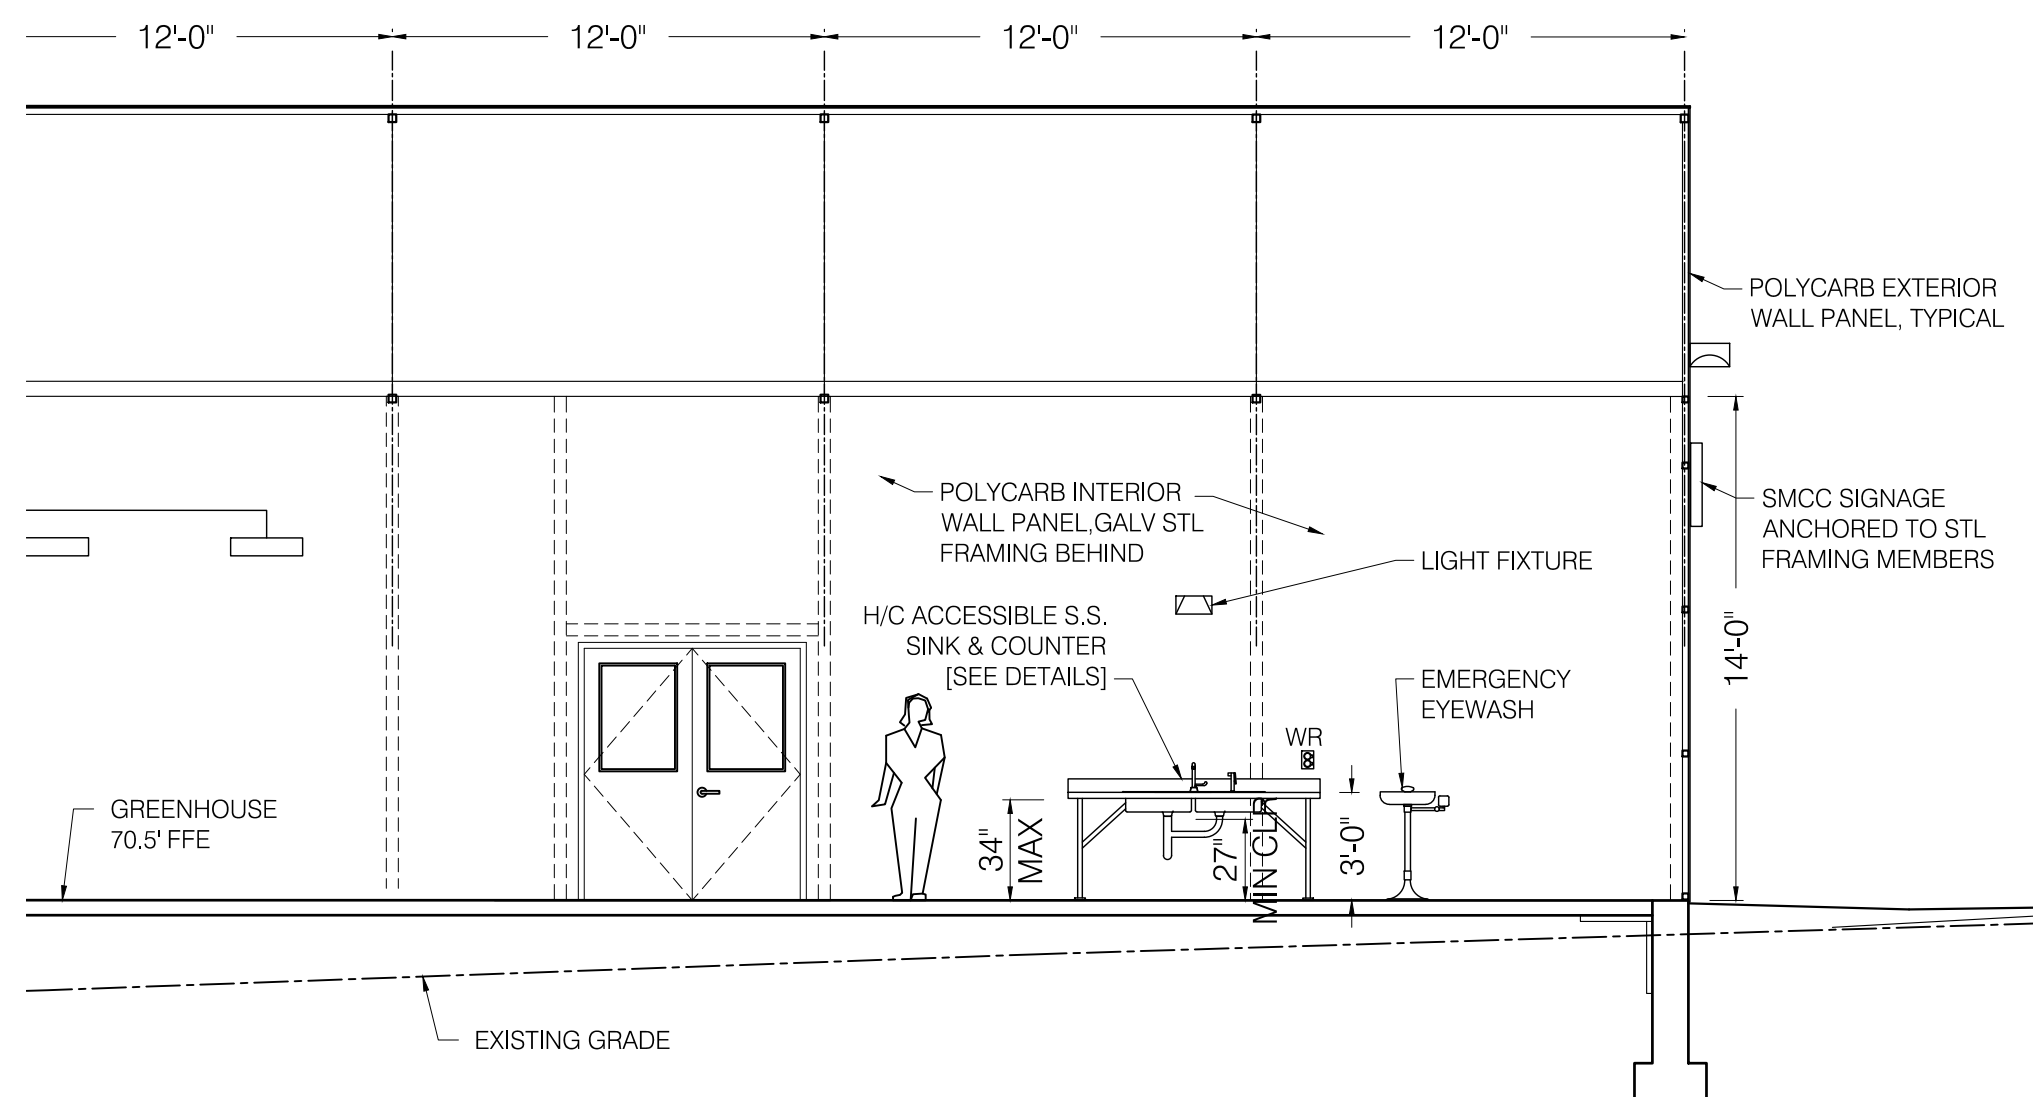 12'-0" 12'-0" 12'-0" 12'-0"
POLYCARB EXTERIOR
WALL PANEL, TYPICAL
POLYCARB INTERIOR
WALL PANEL,GALV STL
FRAMING BEHIND
SMCC SIGNAGE
ANCHORED TO STL
FRAMING MEMBERS
LIGHT FIXTURE
H/C ACCESSIBLE S.S.
SINK & COUNTER
[SEE DETAILS]
14'-0"
EMERGENCY
EYEWASH
WR
GREENHOUSE
70.5' FFE
34"
MAX
27"
MIN CLR
3'-0"
EXISTING GRADE